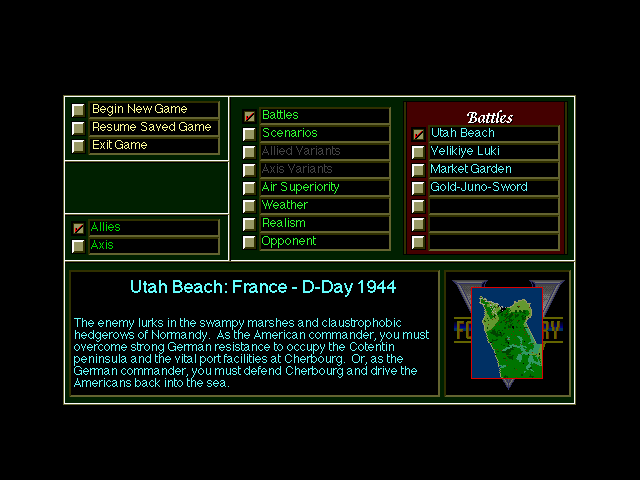 Begin New Game
Resume Saved Game
Exit Game
Allies
Axis
Battles
Scenarios
Allied Variants
Axis Variants
Air Superiority
Weather
Realism
Opponent
Battles
Utah Beach
Velikiye Luki
Market Garden
Gold-Juno-Sword
Utah Beach: France - D-Day 1944
The enemy lurks in the swampy marshes and claustrophobic
hedgerows of Normandy. As the American commander, you must
overcome strong German resistance to occupy the Cotentin
peninsula and the vital port facilities at Cherbourg. Or, as the
German commander, you must defend Cherbourg and drive the
Americans back into the sea.